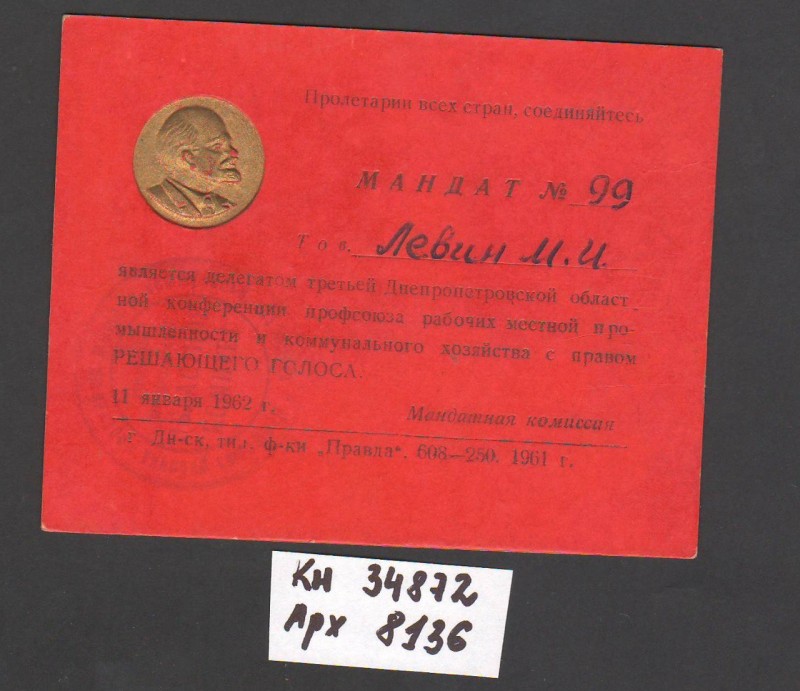 Пролетарии всех стран, соединяйтесь
МАНДАТ № 99
Тов. Левин М.И.
является делегатом третьей Днепропетровской област
ной конференции профсоюза рабочих местной про-
мышленности и коммунального хозяйства с правом
РЕШАЮЩЕГО ГОЛОСА.
11 января 1962 г.
Мандатная комиссия
г. Дн-ск, тип. ф-ки „Правда“. 608—250. 1961 г.
КН 34872
Арх 8136